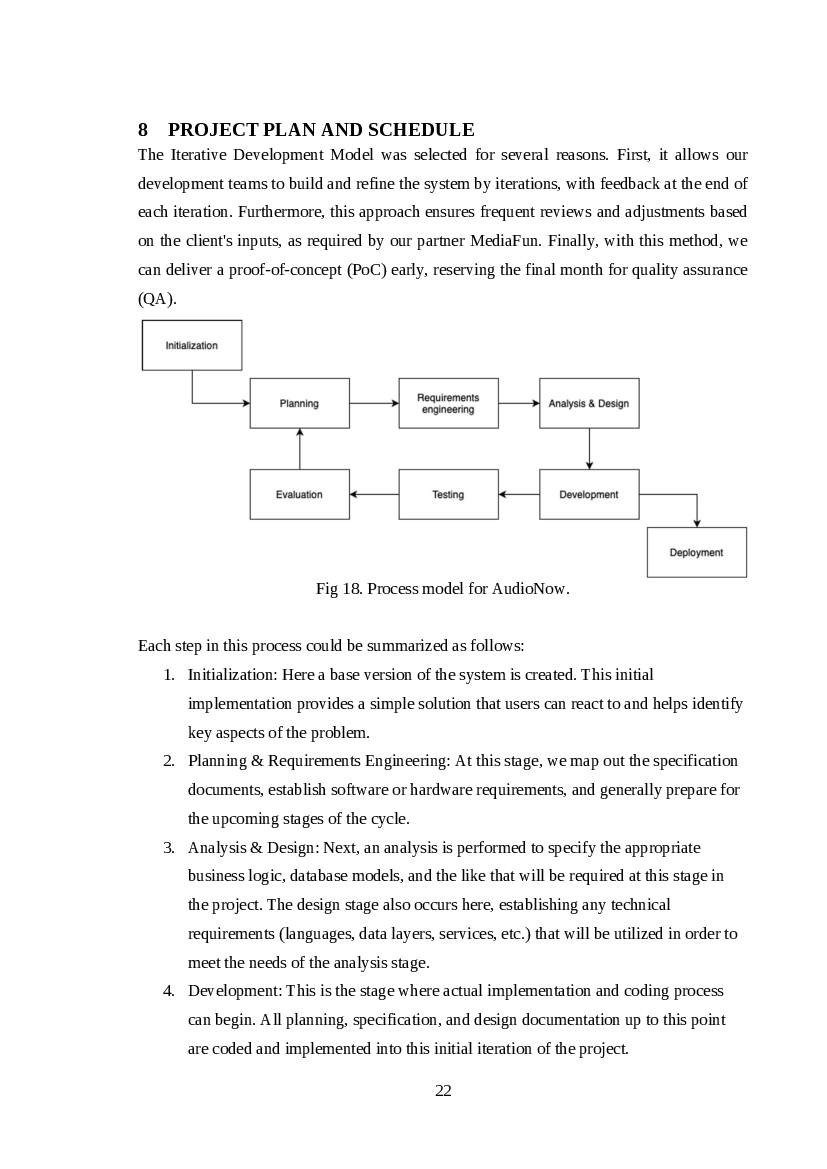 8 PROJECT PLAN AND SCHEDULE
The Iterative Development Model was selected for several reasons. First, it allows our
development teams to build and refine the system by iterations, with feedback at the end of
each iteration. Furthermore, this approach ensures frequent reviews and adjustments based
on the client's inputs, as required by our partner MediaFun. Finally, with this method, we
can deliver a proof-of-concept (PoC) early, reserving the final month for quality assurance
(QA).
Initialization
Planning
Requirements
engineering
Analysis & Design
Evaluation
Testing
Development
Deployment
Fig 18. Process model for AudioNow.
Each step in this process could be summarized as follows:
1. Initialization: Here a base version of the system is created. This initial
implementation provides a simple solution that users can react to and helps identify
key aspects of the problem.
2. Planning & Requirements Engineering: At this stage, we map out the specification
documents, establish software or hardware requirements, and generally prepare for
the upcoming stages of the cycle.
3. Analysis & Design: Next, an analysis is performed to specify the appropriate
business logic, database models, and the like that will be required at this stage in
the project. The design stage also occurs here, establishing any technical
requirements (languages, data layers, services, etc.) that will be utilized in order to
meet the needs of the analysis stage.
4. Development: This is the stage where actual implementation and coding process
can begin. All planning, specification, and design documentation up to this point
are coded and implemented into this initial iteration of the project.
22